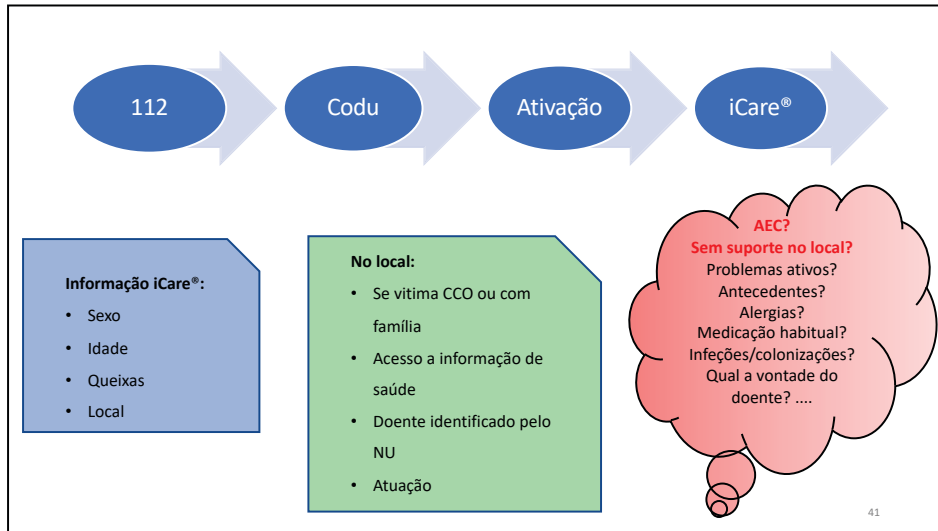 112
Codu
Ativação
iCare®
Informação iCare®:
• Sexo
• Idade
• Queixas
• Local
No local:
• Se vitima CCO ou com
família
• Acesso a informação de
saúde
• Doente identificado pelo
NU
• Atuação
AEC?
Sem suporte no local?
Problemas ativos?
Antecedentes?
Alergias?
Medicação habitual?
Infeções/colonizações?
Qual a vontade do
doente? ....
41